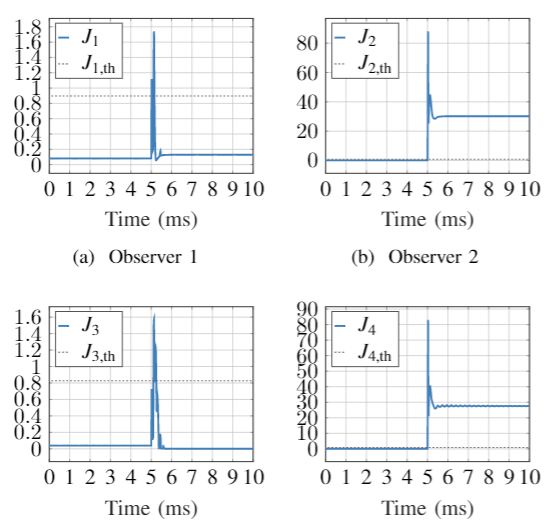 1.8
1.6
1.4
1.2
1
0.8
0.6
0.4
0.2
0
J1
J1,th
0 1 2 3 4 5 6 7 8 9 10
Time (ms)
(a) Observer 1
80
60
40
20
0
J2
J2,th
0 1 2 3 4 5 6 7 8 9 10
Time (ms)
(b) Observer 2
1.6
1.4
1.2
1
0.8
0.6
0.4
0.2
0
J3
J3,th
0 1 2 3 4 5 6 7 8 9 10
Time (ms)
90
80
70
60
50
40
30
20
10
0
J4
J4,th
0 1 2 3 4 5 6 7 8 9 10
Time (ms)